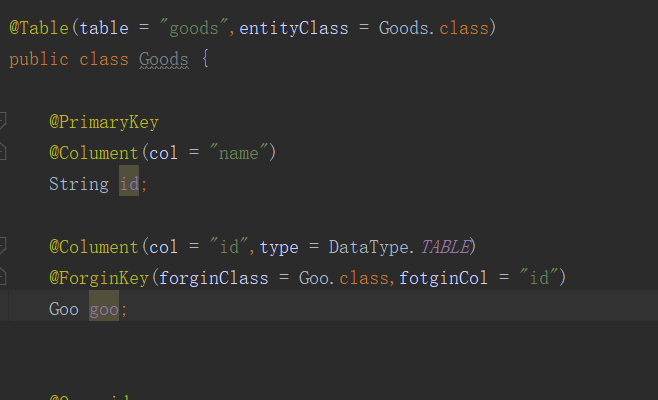 @Table(table = "goods",entityClass = Goods.class)
public class Goods {
@PrimaryKey
@Colument(col = "name")
String id;
@Colument(col = "id",type = DataType.TABLE)
@ForginKey(forginClass = Goo.class,fotginCol = "id")
Goo goo;